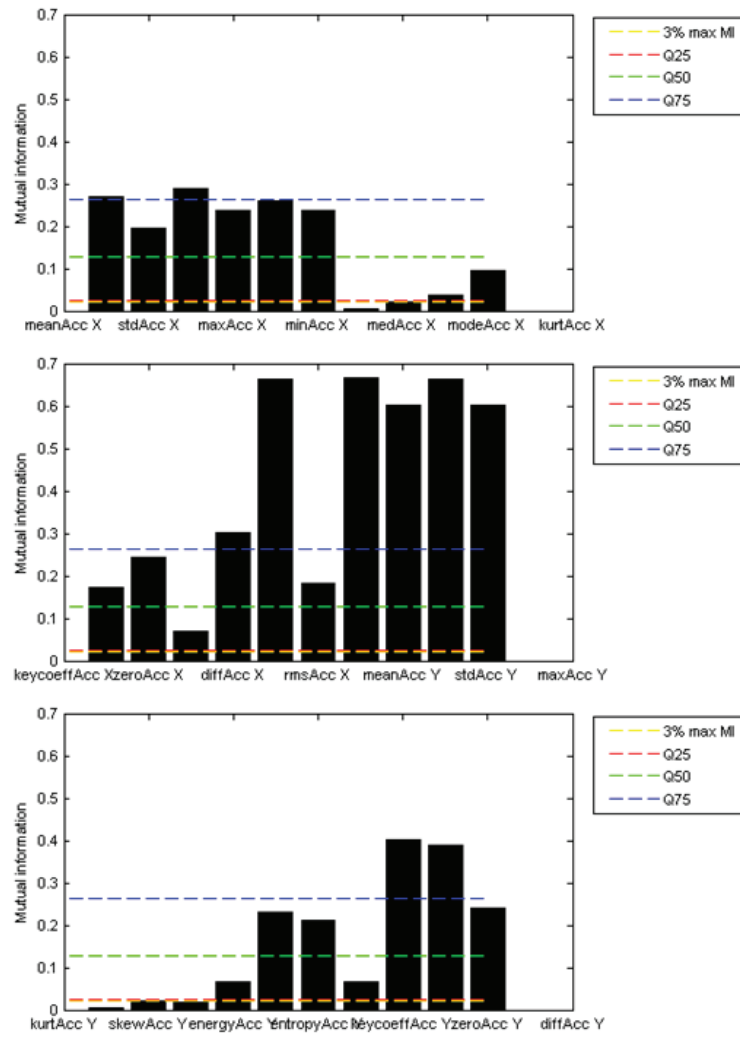 0.7
0.6
0.5
0.4
0.3
0.2
0.1
0
Mutual information
meanAcc X stdAcc X maxAcc X minAcc X medAcc X modeAcc X kurtAcc X
3% max MI
Q25
Q50
Q75
0.7
0.6
0.5
0.4
0.3
0.2
0.1
0
Mutual information
keycoeffAcc X zeroAcc X diffAcc X rmsAcc X meanAcc Y stdAcc Y maxAcc Y
3% max MI
Q25
Q50
Q75
0.7
0.6
0.5
0.4
0.3
0.2
0.1
0
Mutual information
kurtAcc Y skewAcc Y energyAcc Y entropyAcc keycoeffAcc Y zeroAcc Y diffAcc Y
3% max MI
Q25
Q50
Q75